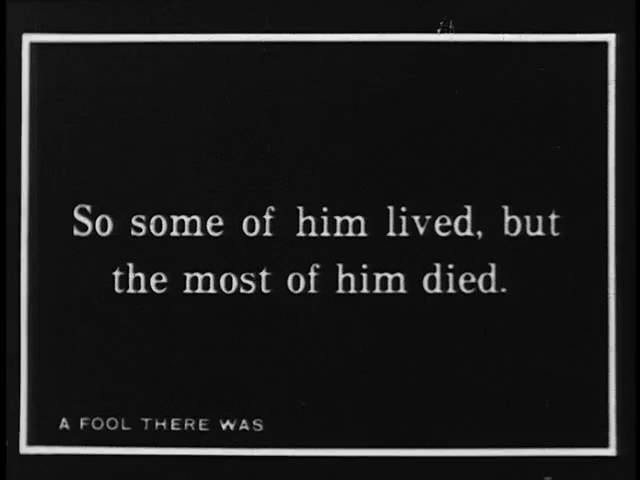 So some of him lived, but
the most of him died.
A FOOL THERE WAS